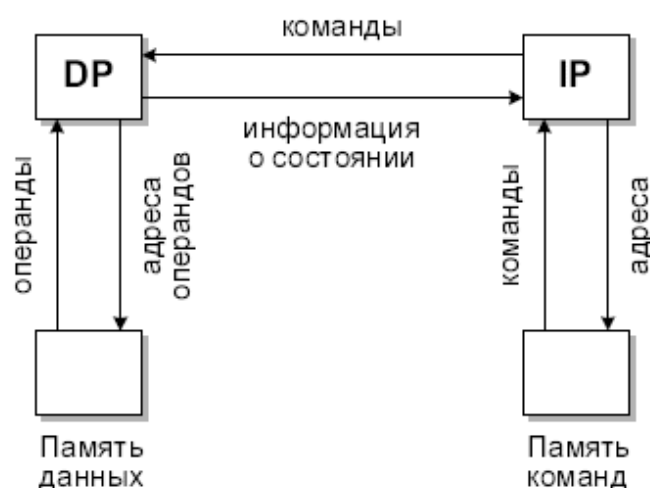 команды
DP
IP
информация
о состоянии
операнды
адреса
операндов
команды
адреса
Память
данных
Память
команд